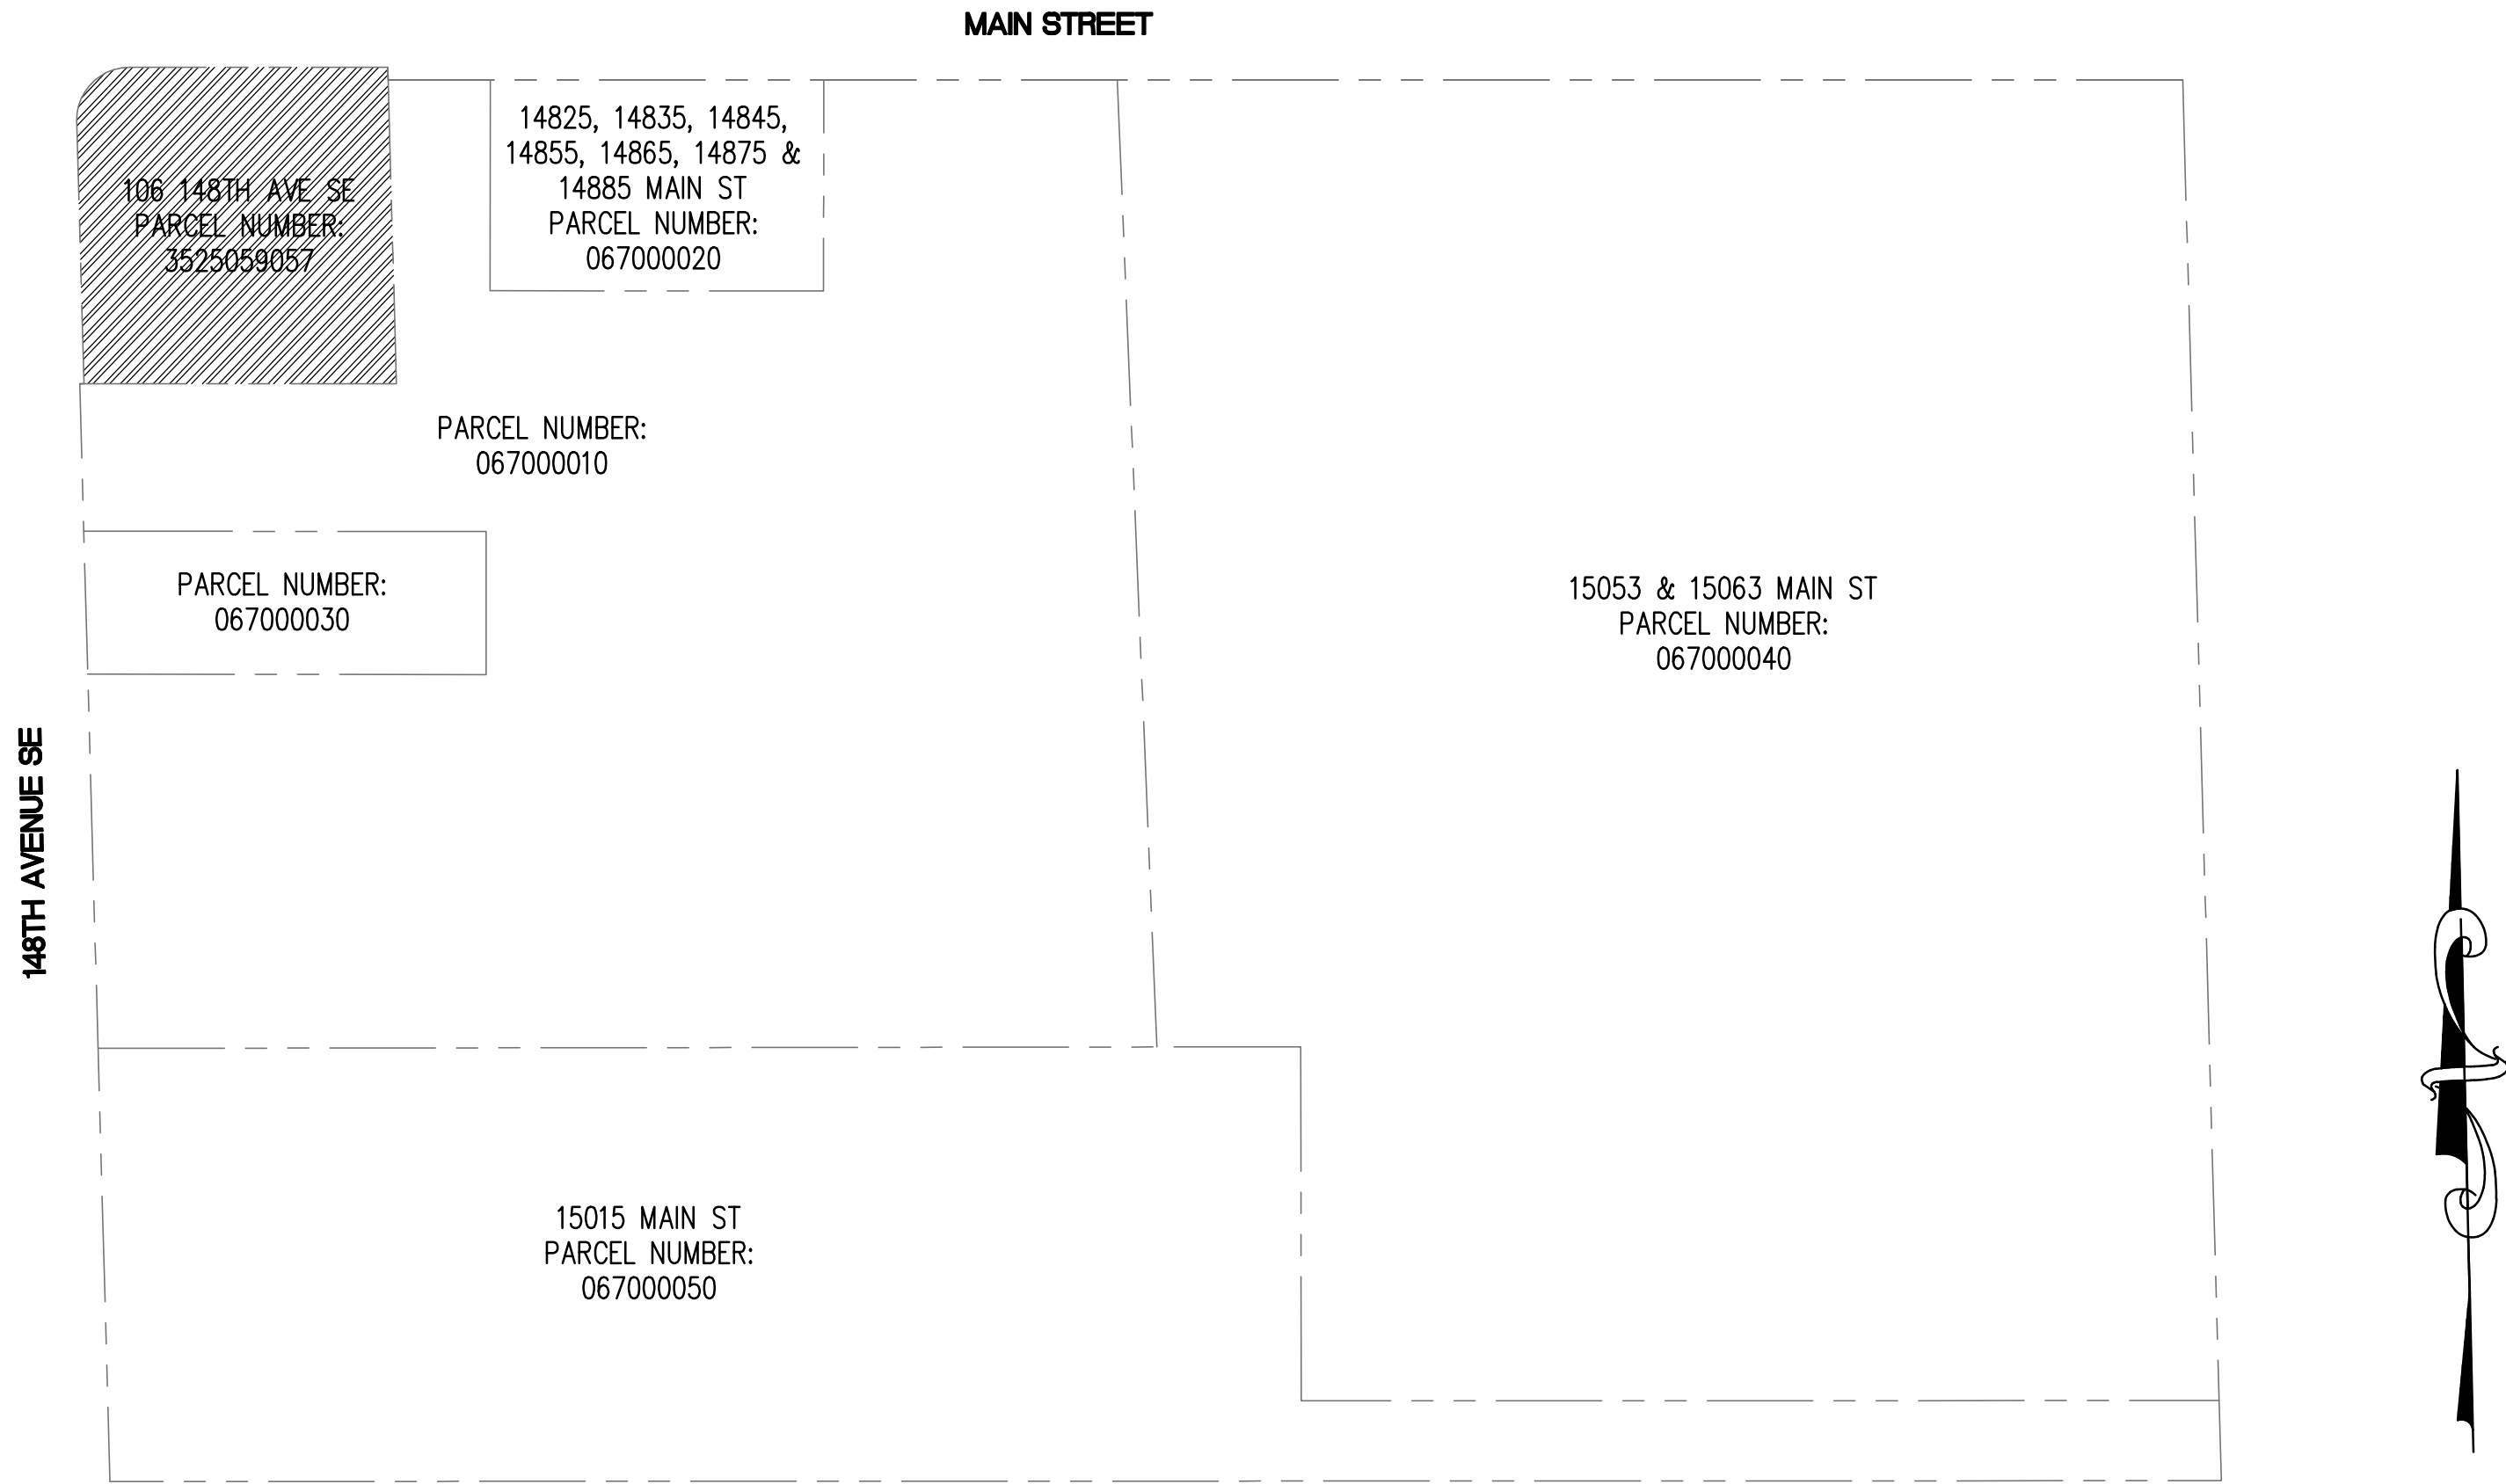 MAIN STREET
106 148TH AVE SE
PARCEL NUMBER:
3525059057
14825, 14835, 14845,
14855, 14865, 14875 &
14885 MAIN ST
PARCEL NUMBER:
067000020
PARCEL NUMBER:
067000010
PARCEL NUMBER:
067000030
15053 & 15063 MAIN ST
PARCEL NUMBER:
067000040
148TH AVENUE SE
15015 MAIN ST
PARCEL NUMBER:
067000050